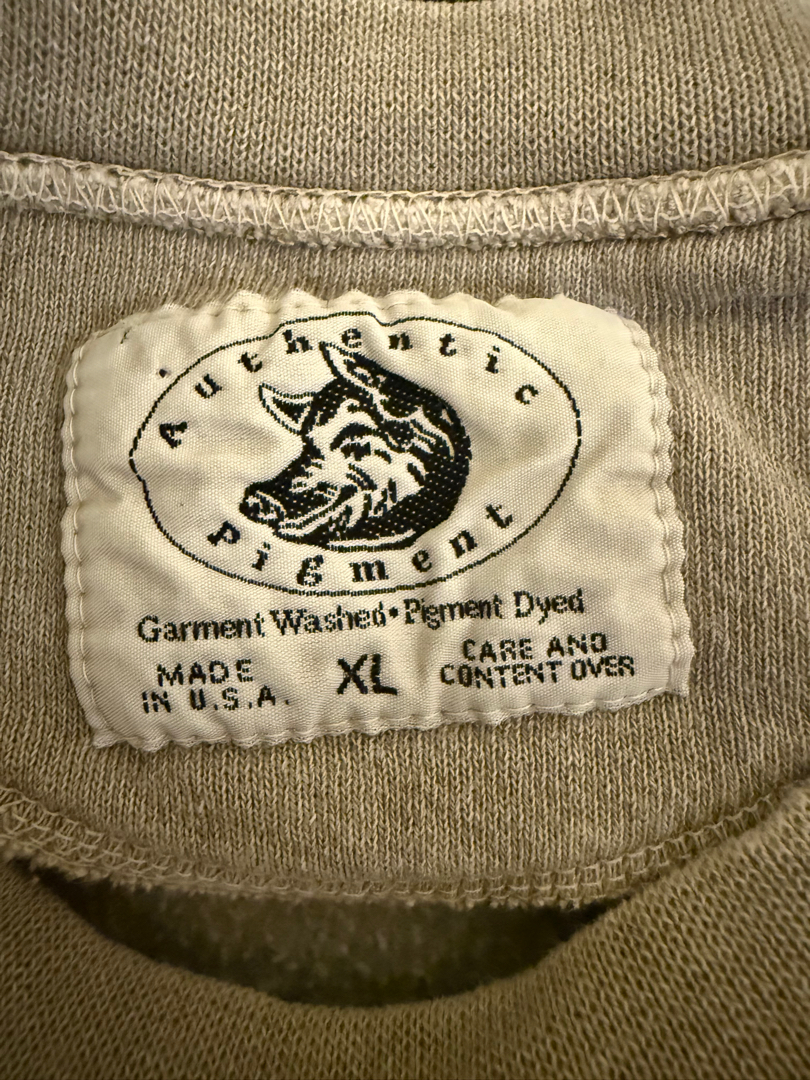 Authentic
Pigment
Garment Washed • Pigment Dyed
MADE
IN U.S.A.
XL
CARE AND
CONTENT OVER